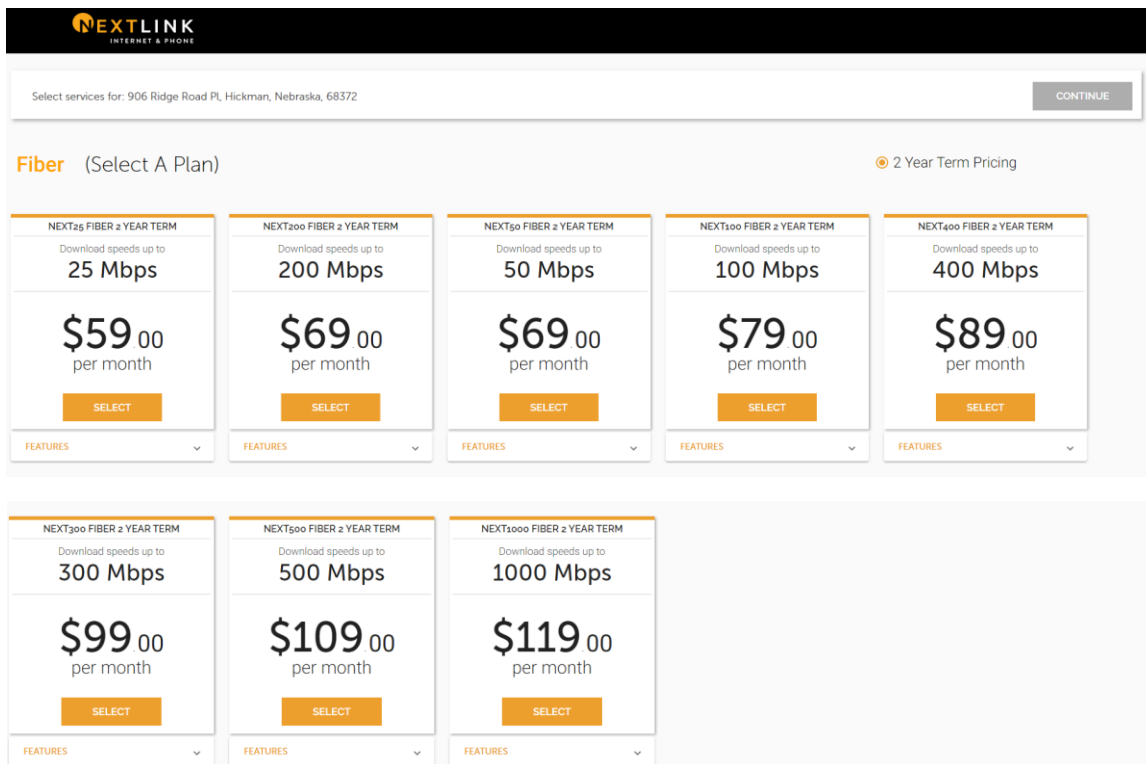 NEXTLINK
INTERNET & PHONE
Select services for: 906 Ridge Road Pl, Hickman, Nebraska, 68372
CONTINUE
Fiber (Select A Plan)
2 Year Term Pricing
NEXT25 FIBER 2 YEAR TERM
Download speeds up to
25 Mbps
$59.00
per month
SELECT
FEATURES
NEXT200 FIBER 2 YEAR TERM
Download speeds up to
200 Mbps
$69.00
per month
SELECT
FEATURES
NEXT50 FIBER 2 YEAR TERM
Download speeds up to
50 Mbps
$69.00
per month
SELECT
FEATURES
NEXT100 FIBER 2 YEAR TERM
Download speeds up to
100 Mbps
$79.00
per month
SELECT
FEATURES
NEXT400 FIBER 2 YEAR TERM
Download speeds up to
400 Mbps
$89.00
per month
SELECT
FEATURES
NEXT300 FIBER 2 YEAR TERM
Download speeds up to
300 Mbps
$99.00
per month
SELECT
FEATURES
NEXT500 FIBER 2 YEAR TERM
Download speeds up to
500 Mbps
$109.00
per month
SELECT
FEATURES
NEXT1000 FIBER 2 YEAR TERM
Download speeds up to
1000 Mbps
$119.00
per month
SELECT
FEATURES